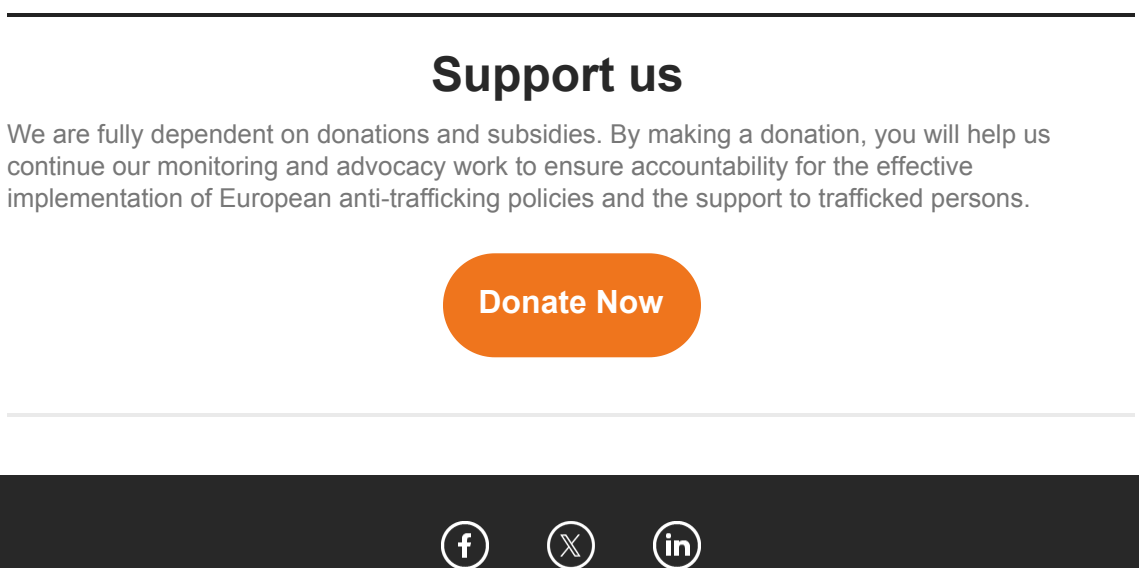 Support us
We are fully dependent on donations and subsidies. By making a donation, you will help us
continue our monitoring and advocacy work to ensure accountability for the effective
implementation of European anti-trafficking policies and the support to trafficked persons.
Donate Now